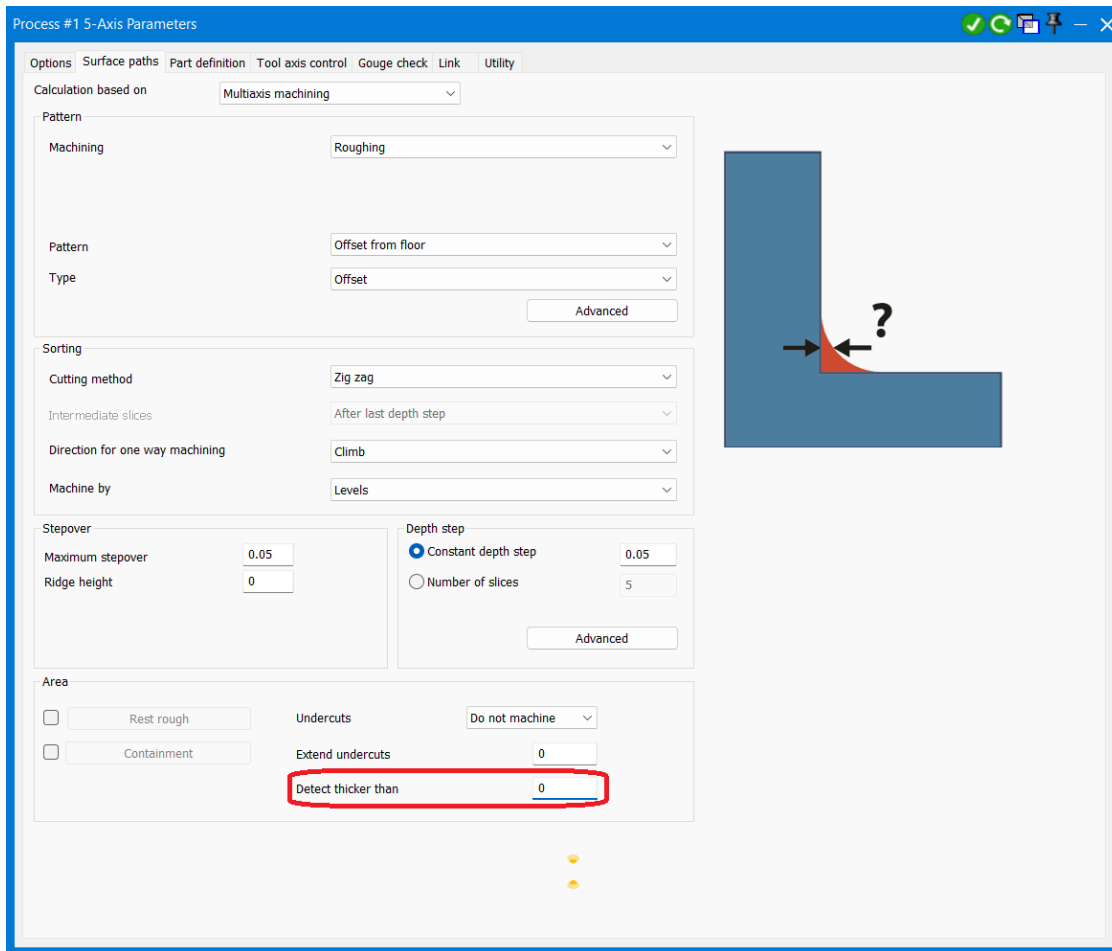 Process #1 5-Axis Parameters
Options Surface paths Part definition Tool axis control Gouge check Link Utility
Calculation based on Multiaxis machining
Pattern
Machining Roughing
Pattern Offset from floor
Type Offset
Advanced
Sorting
Cutting method Zig zag
Intermediate slices After last depth step
Direction for one way machining Climb
Machine by Levels
Stepover
Maximum stepover 0.05
Ridge height 0
Depth step
Constant depth step 0.05
Number of slices 5
Advanced
Area
Rest rough
Containment
Undercuts Do not machine
Extend undercuts 0
Detect thicker than 0
?